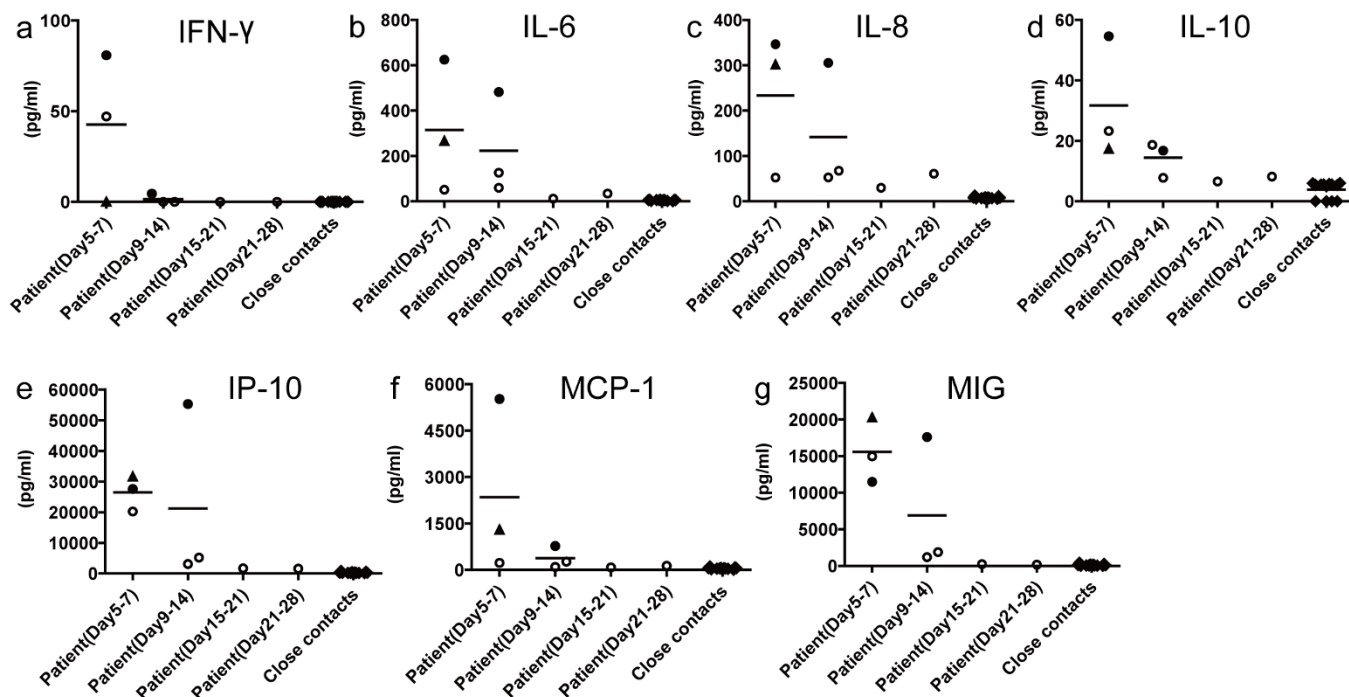 a IFN-γ
100
50
0
(pg/ml)
Patient(Day5-7)
Patient(Day9-14)
Patient(Day15-21)
Patient(Day21-28)
Close contacts
b IL-6
800
600
400
200
0
(pg/ml)
Patient(Day5-7)
Patient(Day9-14)
Patient(Day15-21)
Patient(Day21-28)
Close contacts
c IL-8
400
300
200
100
0
(pg/ml)
Patient(Day5-7)
Patient(Day9-14)
Patient(Day15-21)
Patient(Day21-28)
Close contacts
d IL-10
60
40
20
0
(pg/ml)
Patient(Day5-7)
Patient(Day9-14)
Patient(Day15-21)
Patient(Day21-28)
Close contacts
e IP-10
60000
50000
40000
30000
20000
10000
0
(pg/ml)
Patient(Day5-7)
Patient(Day9-14)
Patient(Day15-21)
Patient(Day21-28)
Close contacts
f MCP-1
6000
4500
3000
1500
0
(pg/ml)
Patient(Day5-7)
Patient(Day9-14)
Patient(Day15-21)
Patient(Day21-28)
Close contacts
g MIG
25000
20000
15000
10000
5000
0
(pg/ml)
Patient(Day5-7)
Patient(Day9-14)
Patient(Day15-21)
Patient(Day21-28)
Close contacts